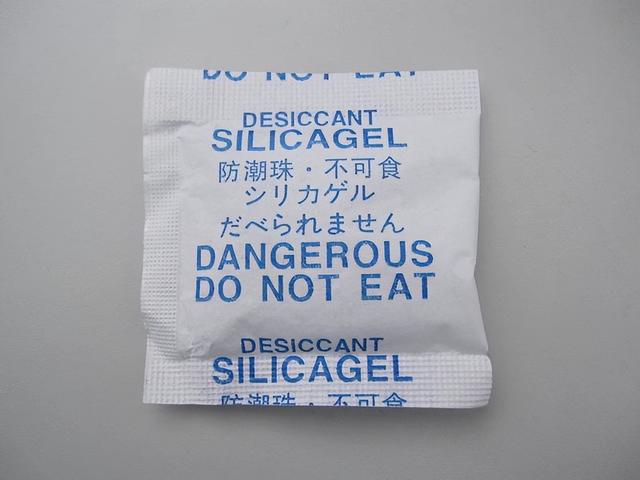 DO NOT EAT
DESICCANT
SILICAGEL
防潮珠・不可食
シリカゲル
だべられません
DANGEROUS
DO NOT EAT
DESICCANT
SILICAGEL
防潮珠・不可食